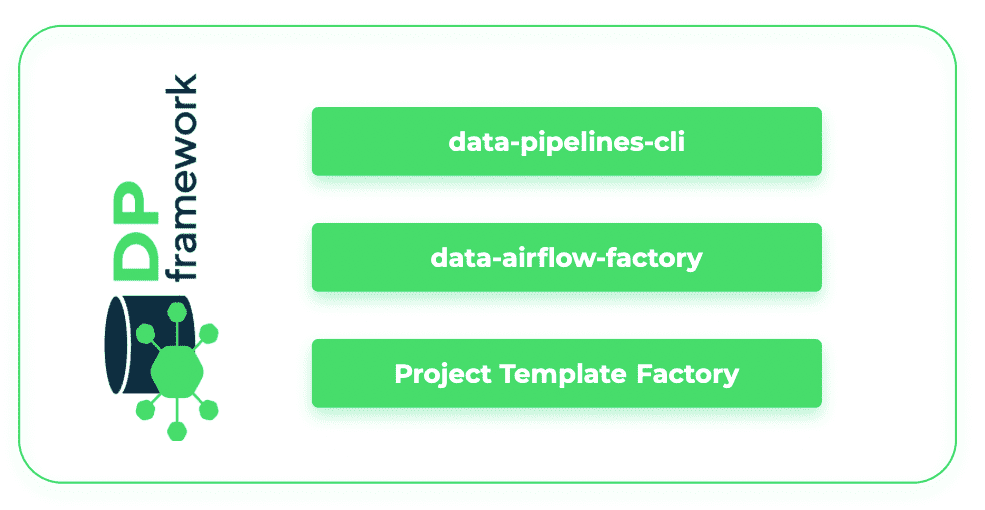 DP
framework
data-pipelines-cli
data-airflow-factory
Project Template Factory